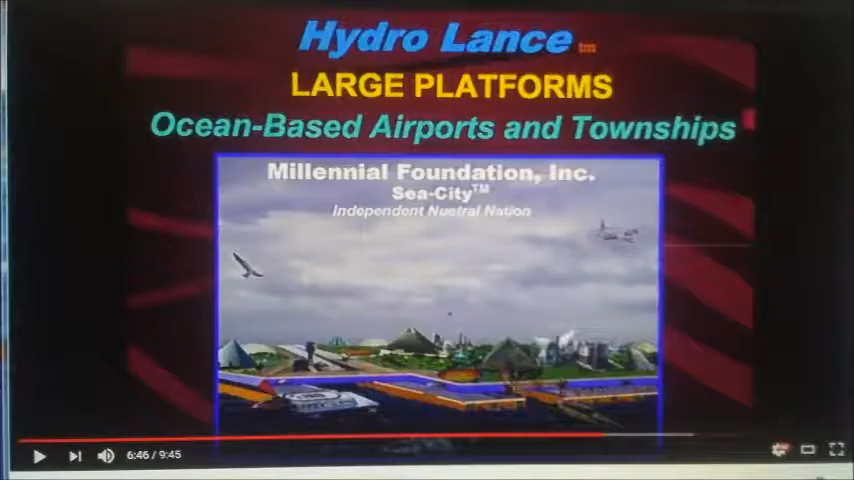 Hydro Lance
LARGE PLATFORMS
Ocean-Based Airports and Townships
Millennial Foundation, Inc.
Sea-City™
Independent Nuetral Nation
6:46 / 9:45